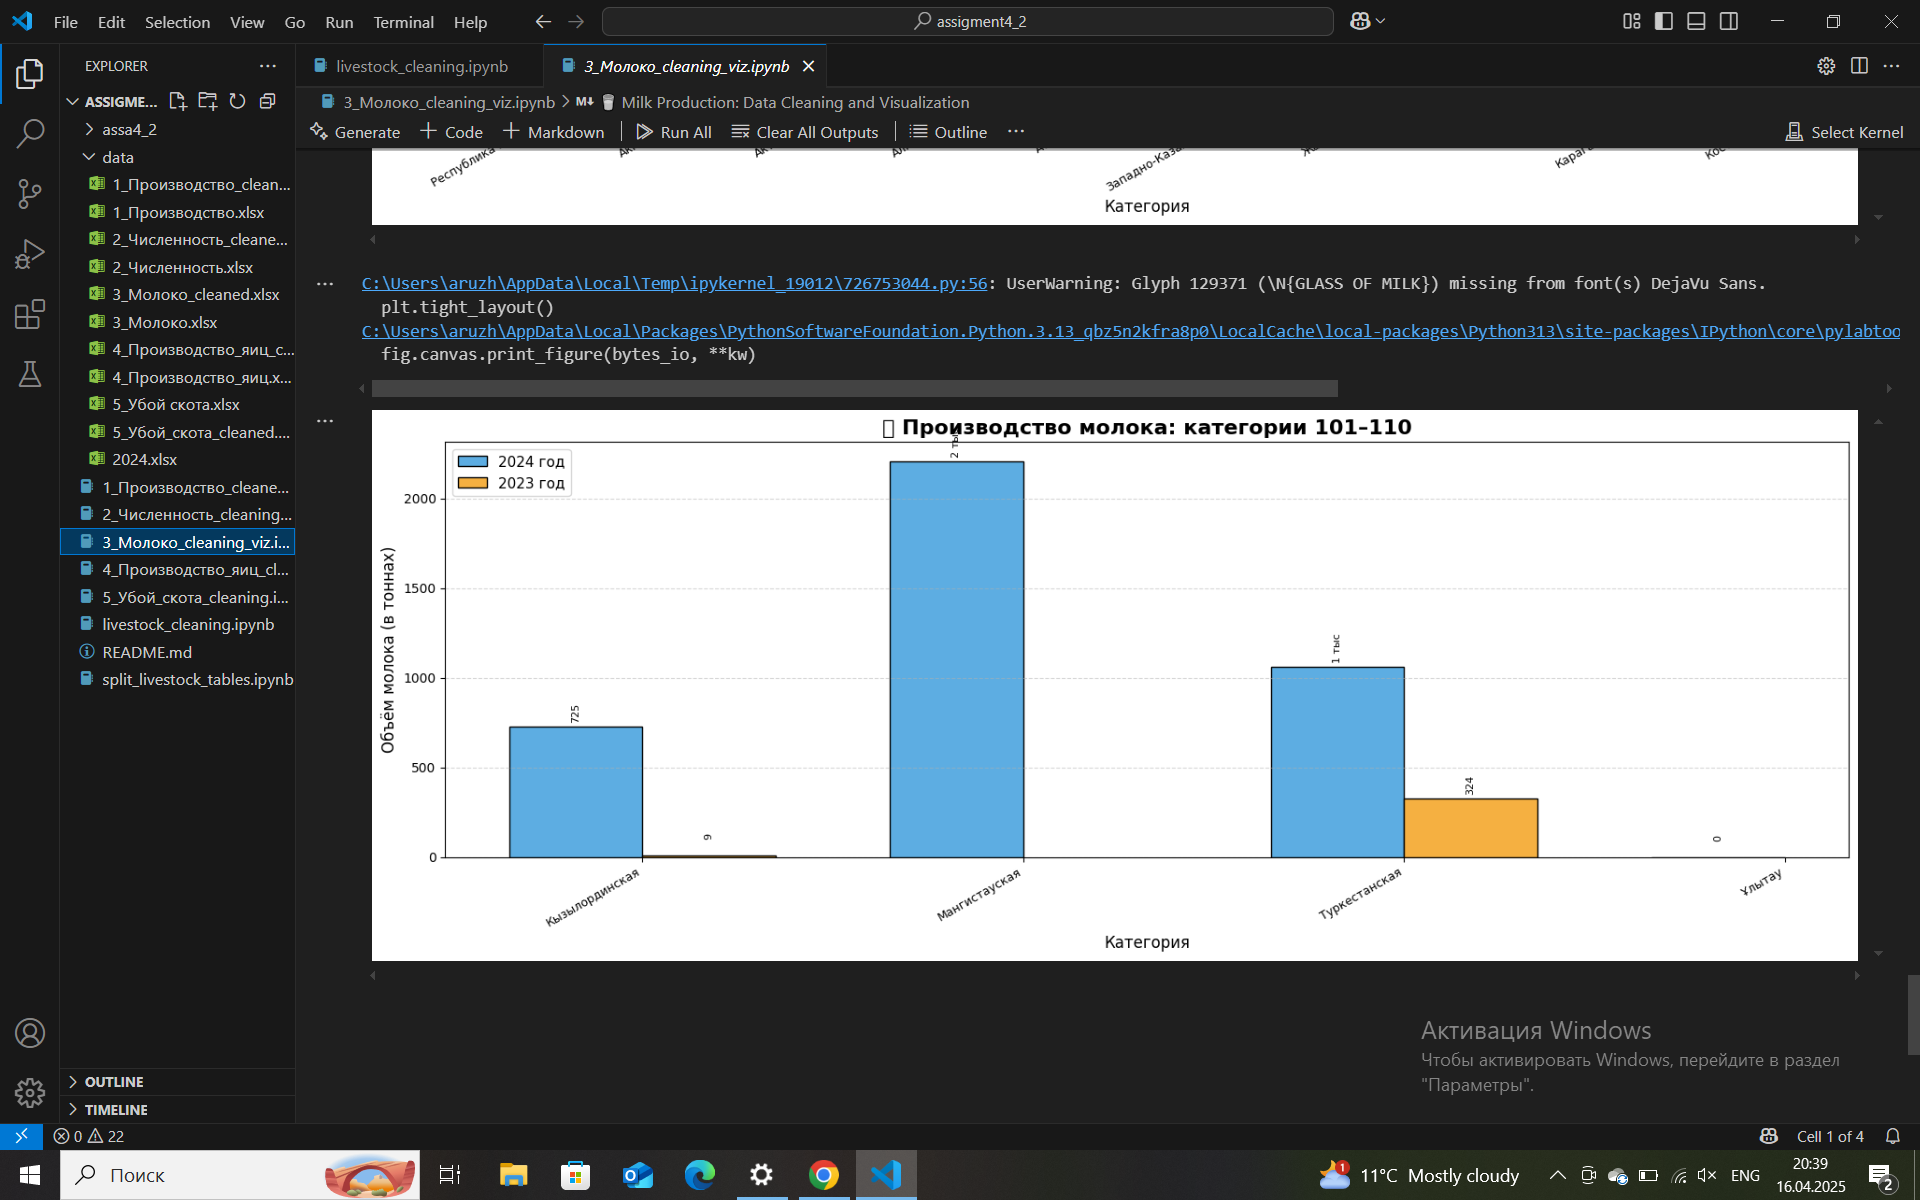 File Edit Selection View Go Run Terminal Help
assigment4_2
EXPLORER
livestock_cleaning.ipynb
3_Молоко_cleaning_viz.ipynb
ASSIGME...
3_Молоко_cleaning_viz.ipynb > M↓ Milk Production: Data Cleaning and Visualization
Generate + Code + Markdown Run All Clear All Outputs Outline ...
Select Kernel
assa4_2
data
1_Производство_clean...
1_Производство.xlsx
2_Численность_cleane...
2_Численность.xlsx
3_Молоко_cleaned.xlsx
3_Молоко.xlsx
4_Производство_яиц_c...
4_Производство_яиц.x...
5_Убой скота.xlsx
5_Убой_скота_cleaned....
2024.xlsx
1_Производство_cleane...
2_Численность_cleaning...
3_Молоко_cleaning_viz.i...
4_Производство_яиц_cl...
5_Убой_скота_cleaning.i...
livestock_cleaning.ipynb
README.md
split_livestock_tables.ipynb
OUTLINE
TIMELINE
Республика
Западно-Каза
Караг
Кос
Категория
C:\Users\aruzh\AppData\Local\Temp\ipykernel_19012\726753044.py:56: UserWarning: Glyph 129371 (\N{GLASS OF MILK}) missing from font(s) DejaVu Sans.
plt.tight_layout()
C:\Users\aruzh\AppData\Local\Packages\PythonSoftwareFoundation.Python.3.13_qbz5n2kfra8p0\LocalCache\local-packages\Python313\site-packages\IPython\core\pylabtoo
fig.canvas.print_figure(bytes_io, **kw)
Производство молока: категории 101–110
2024 год
2023 год
Объём молока (в тоннах)
2000
1500
1000
500
0
725
9
2 тыс
1 тыс
324
0
Кызылординская
Мангистауская
Туркестанская
Ұлытау
Категория
Активация Windows
Чтобы активировать Windows, перейдите в раздел
"Параметры".
0 22
Cell 1 of 4
Поиск
1
11°C Mostly cloudy
ENG
20:39
16.04.2025
2